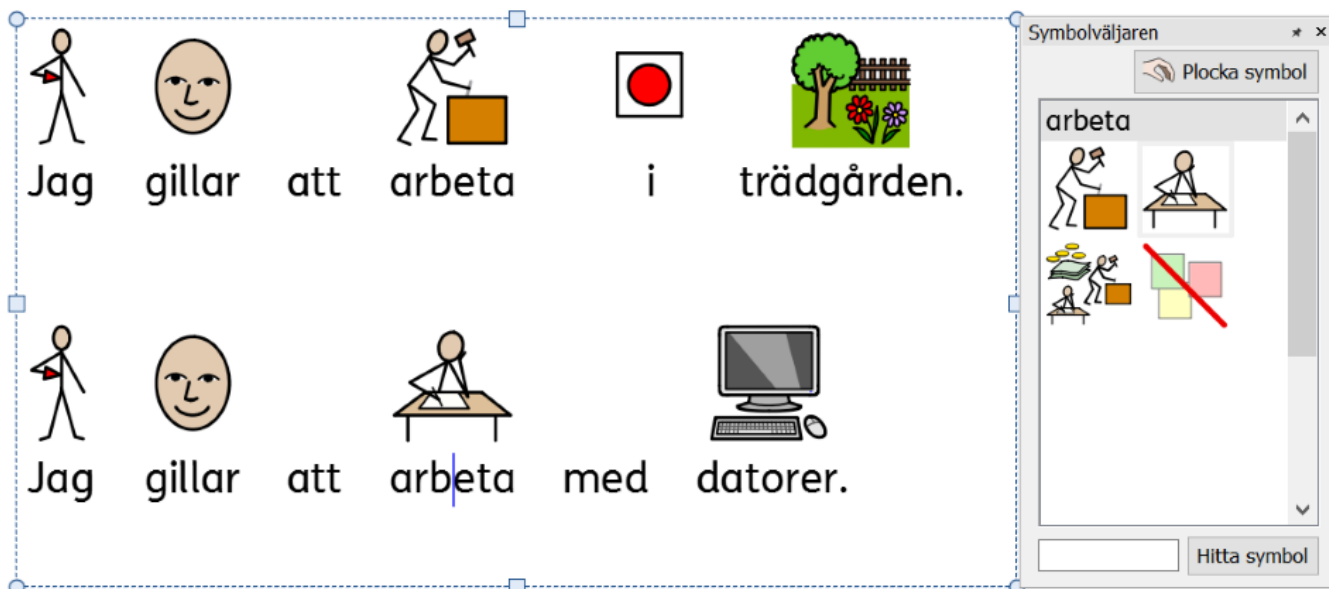 Jag gillar att arbeta i trädgården.
Jag gillar att arbeta med datorer.
Symbolväljaren
Plocka symbol
arbeta
Hitta symbol